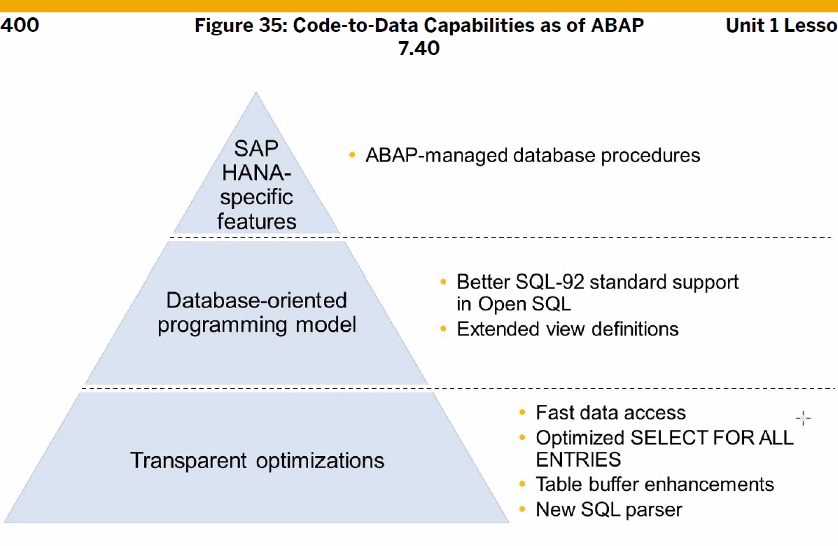 400
Figure 35: Code-to-Data Capabilities as of ABAP
7.40
Unit 1 Lesso
SAP
HANA-
specific
features
• ABAP-managed database procedures
Database-oriented
programming model
• Better SQL-92 standard support
in Open SQL
• Extended view definitions
Transparent optimizations
• Fast data access
• Optimized SELECT FOR ALL
ENTRIES
• Table buffer enhancements
• New SQL parser